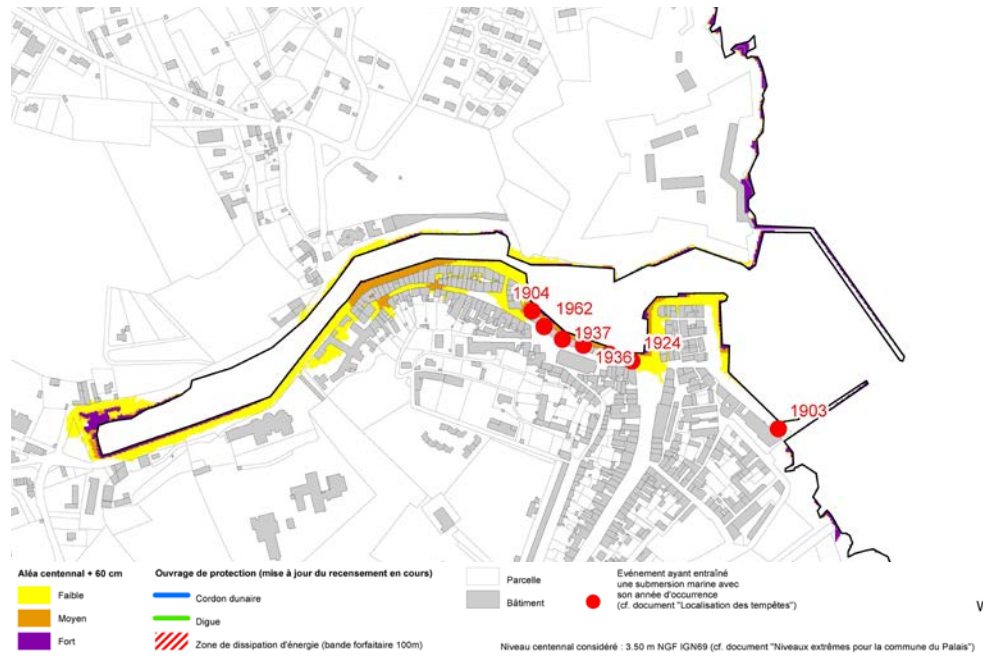 1904
1962
1937
1936
1924
1903
Aléa centennal + 60 cm
Faible
Moyen
Fort
Ouvrage de protection (mise à jour du recensement en cours)
Cordon dunaire
Digue
Zone de dissipation d'énergie (bande forfaitaire 100m)
Parcelle
Bâtiment
Evénement ayant entraîné
une submersion marine avec
son année d'occurrence
(cf. document "Localisation des tempêtes")
Niveau centennal considéré : 3.50 m NGF IGN69 (cf. document "Niveaux extrêmes pour la commune du Palais")